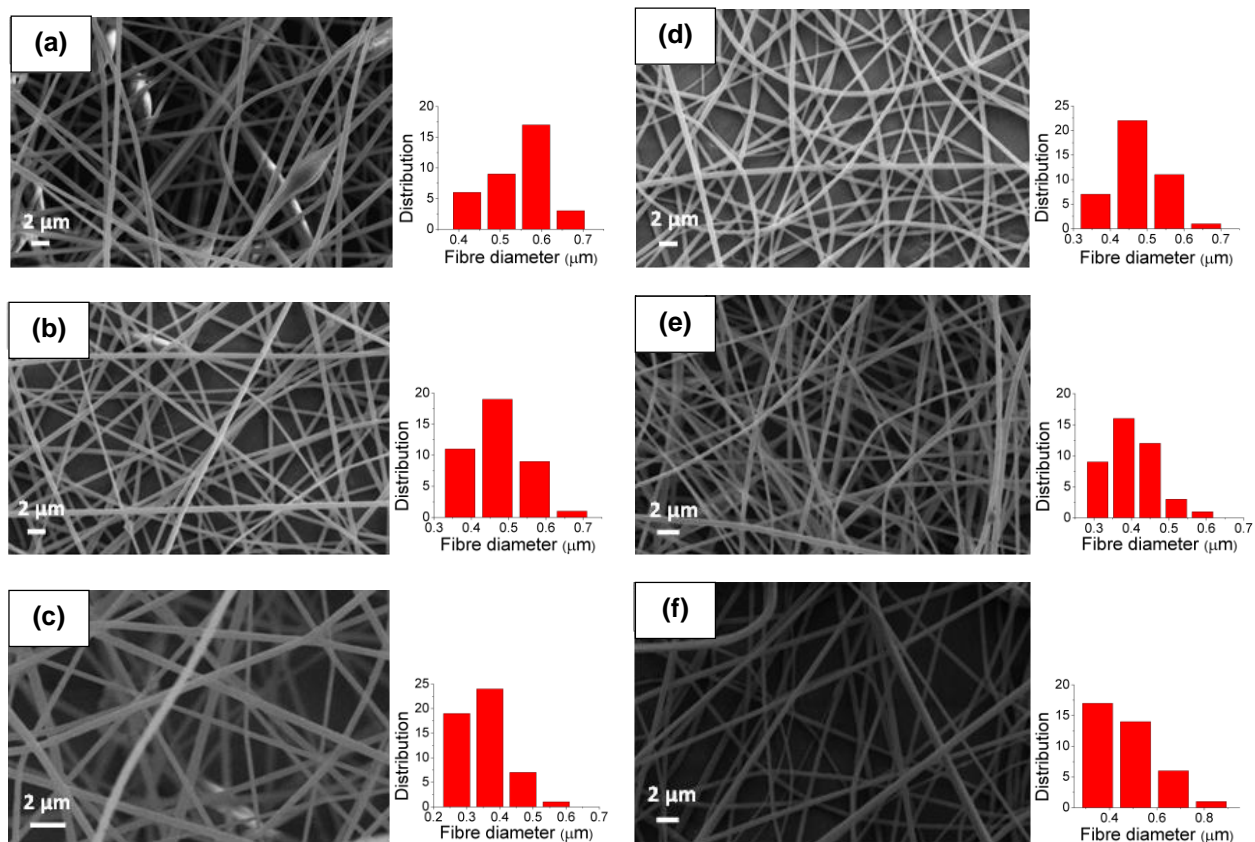 (a)
2 µm
20
15
10
5
0
Distribution
0.4 0.5 0.6 0.7
Fibre diameter (µm)
(d)
2 µm
25
20
15
10
5
0
Distribution
0.3 0.4 0.5 0.6 0.7
Fibre diameter (µm)
(b)
2 µm
20
15
10
5
0
Distribution
0.3 0.4 0.5 0.6 0.7
Fibre diameter (µm)
(e)
2 µm
20
15
10
5
0
Distribution
0.3 0.4 0.5 0.6 0.7
Fibre diameter (µm)
(c)
2 µm
25
20
15
10
5
0
Distribution
0.2 0.3 0.4 0.5 0.6 0.7
Fibre diameter (µm)
(f)
2 µm
20
15
10
5
0
Distribution
0.4 0.6 0.8
Fibre diameter (µm)